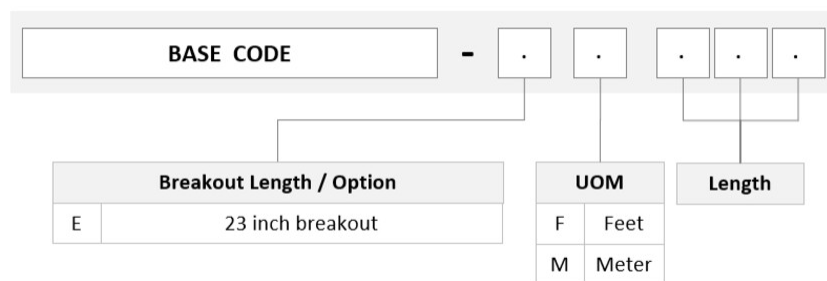 BASE CODE - . . . . .
Breakout Length / Option UOM Length
E 23 inch breakout F Feet
M Meter